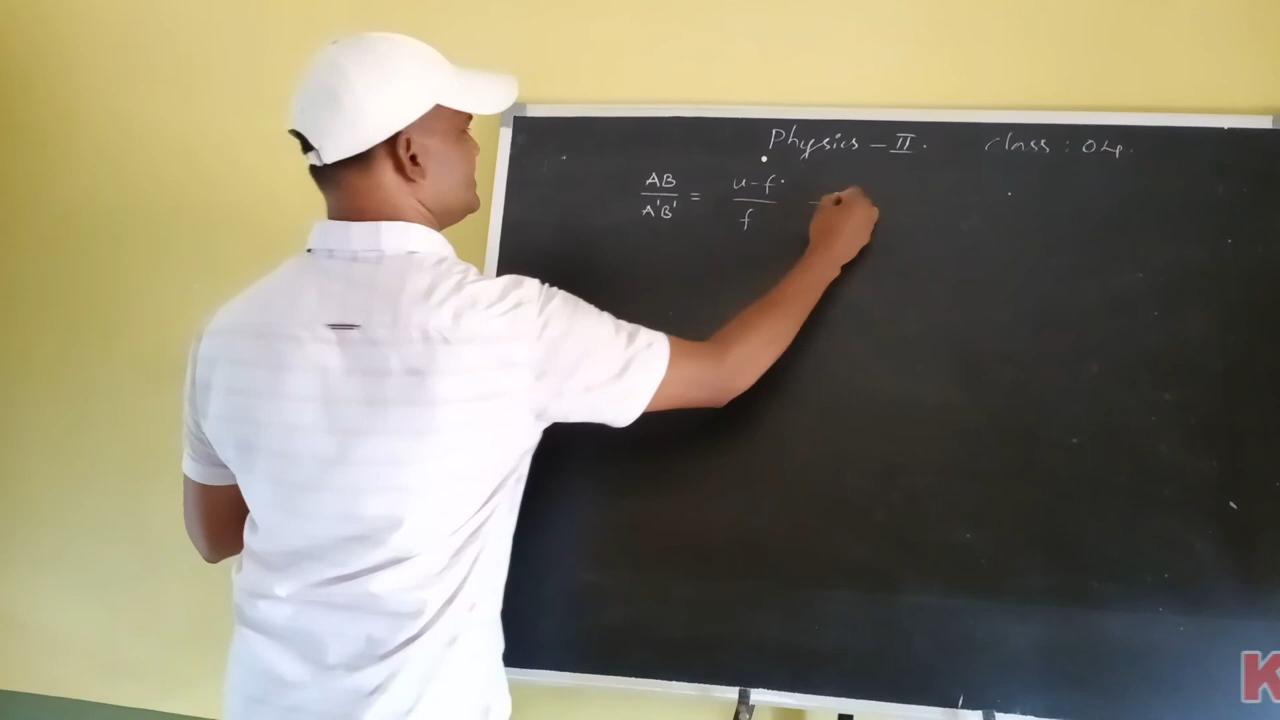 Physics - II. class: 04.
AB/A'B' = u-f/f
K